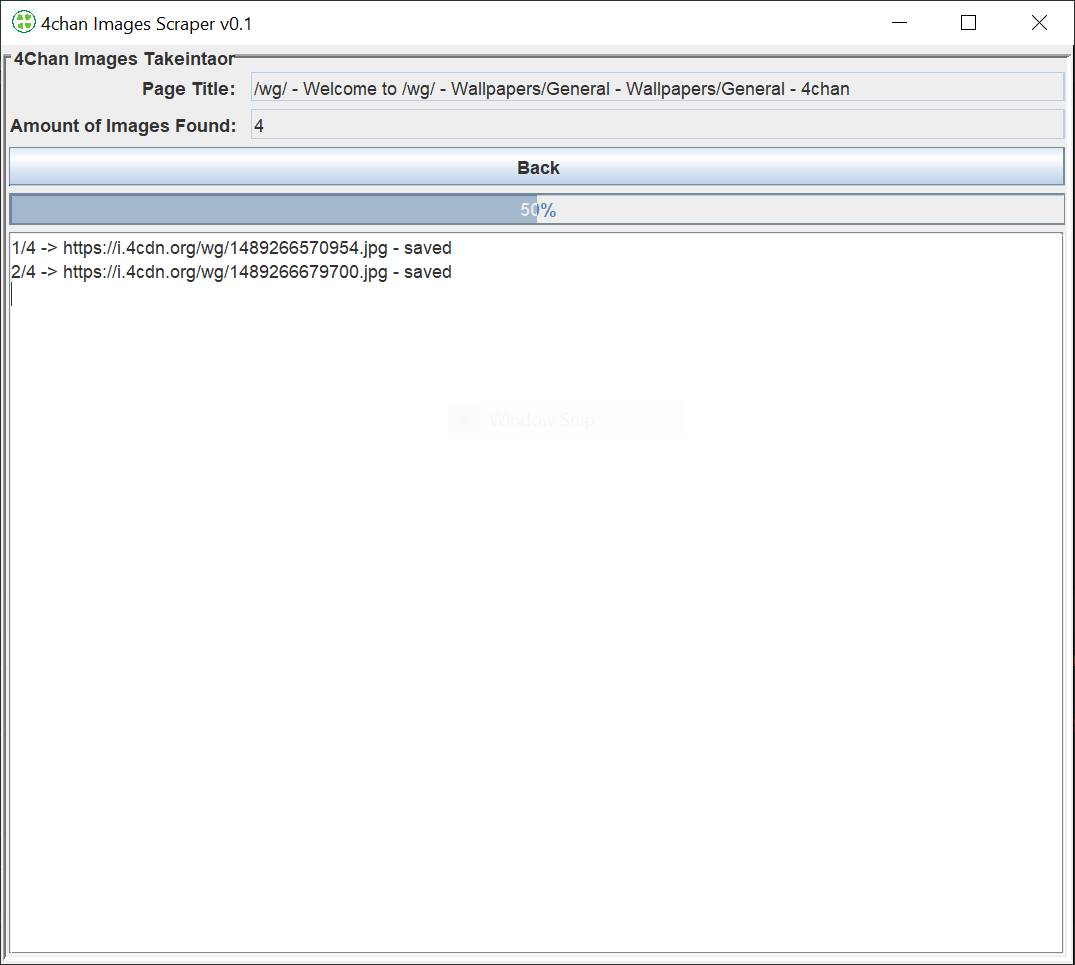 4chan Images Scraper v0.1
4Chan Images Takeintaor
Page Title: /wg/ - Welcome to /wg/ - Wallpapers/General - Wallpapers/General - 4chan
Amount of Images Found: 4
Back
50%
1/4 -> https://i.4cdn.org/wg/1489266570954.jpg - saved
2/4 -> https://i.4cdn.org/wg/1489266679700.jpg - saved
Window Snip